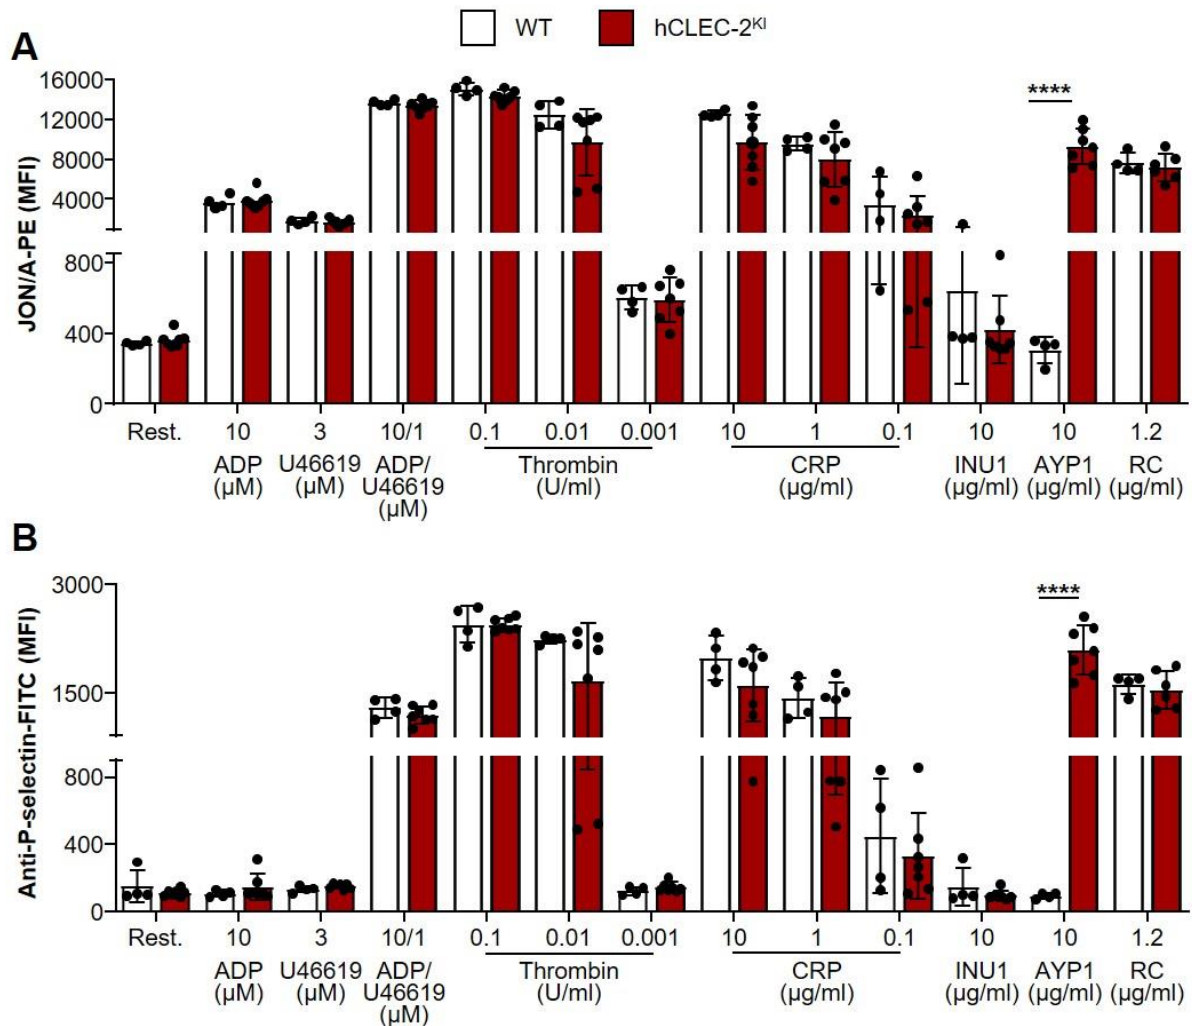 WT hCLEC-2KI
A
JON/A-PE (MFI)
16000
12000
8000
4000
800
400
0
****
Rest. 10 3 10/1 0.1 0.01 0.001 10 1 0.1 10 10 1.2
ADP U46619 ADP/ Thrombin CRP INU1 AYP1 RC
(µM) (µM) U46619 (U/ml) (µg/ml) (µg/ml) (µg/ml) (µg/ml)
(µM)
B
Anti-P-selectin-FITC (MFI)
3000
1500
800
400
0
****
Rest. 10 3 10/1 0.1 0.01 0.001 10 1 0.1 10 10 1.2
ADP U46619 ADP/ Thrombin CRP INU1 AYP1 RC
(µM) (µM) U46619 (U/ml) (µg/ml) (µg/ml) (µg/ml) (µg/ml)
(µM)